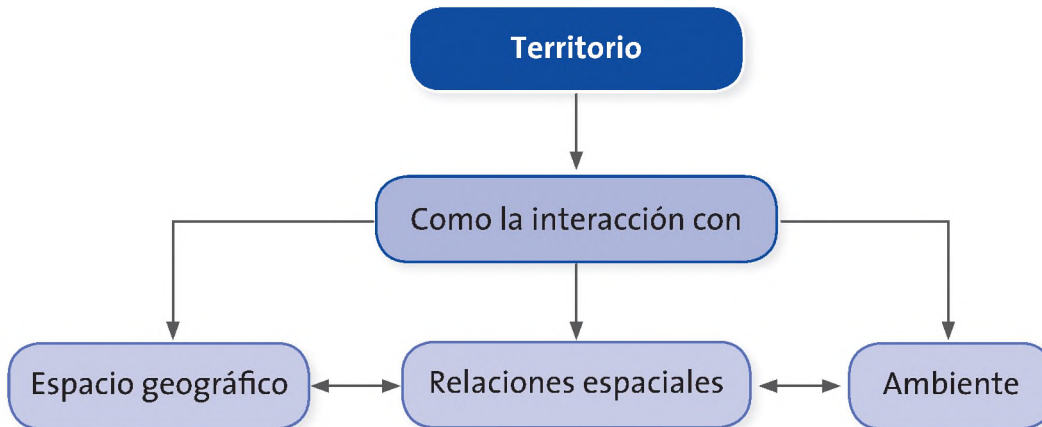 Territorio
Como la interacción con
Espacio geográfico
Relaciones espaciales
Ambiente